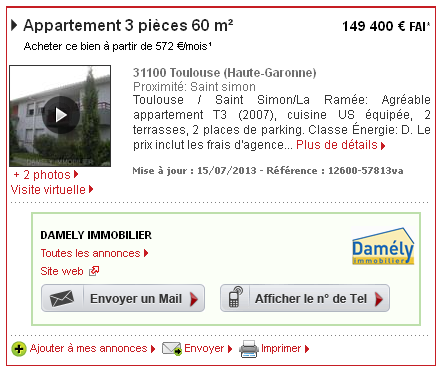 Appartement 3 pièces 60 m² 149 400 € FAI*
Acheter ce bien à partir de 572 €/mois¹
31100 Toulouse (Haute-Garonne)
Proximité: Saint simon
Toulouse / Saint Simon/La Ramée: Agréable
appartement T3 (2007), cuisine US équipée, 2
terrasses, 2 places de parking. Classe Énergie: D. Le
prix inclut les frais d'agence... Plus de détails
DAMÉLY IMMOBILIER
+ 2 photos
Visite virtuelle
Mise à jour : 15/07/2013 - Référence : 12600-57813va
DAMELY IMMOBILIER
Toutes les annonces
Site web
Damély
immobilier
Envoyer un Mail
Afficher le n° de Tel
Ajouter à mes annonces Envoyer Imprimer